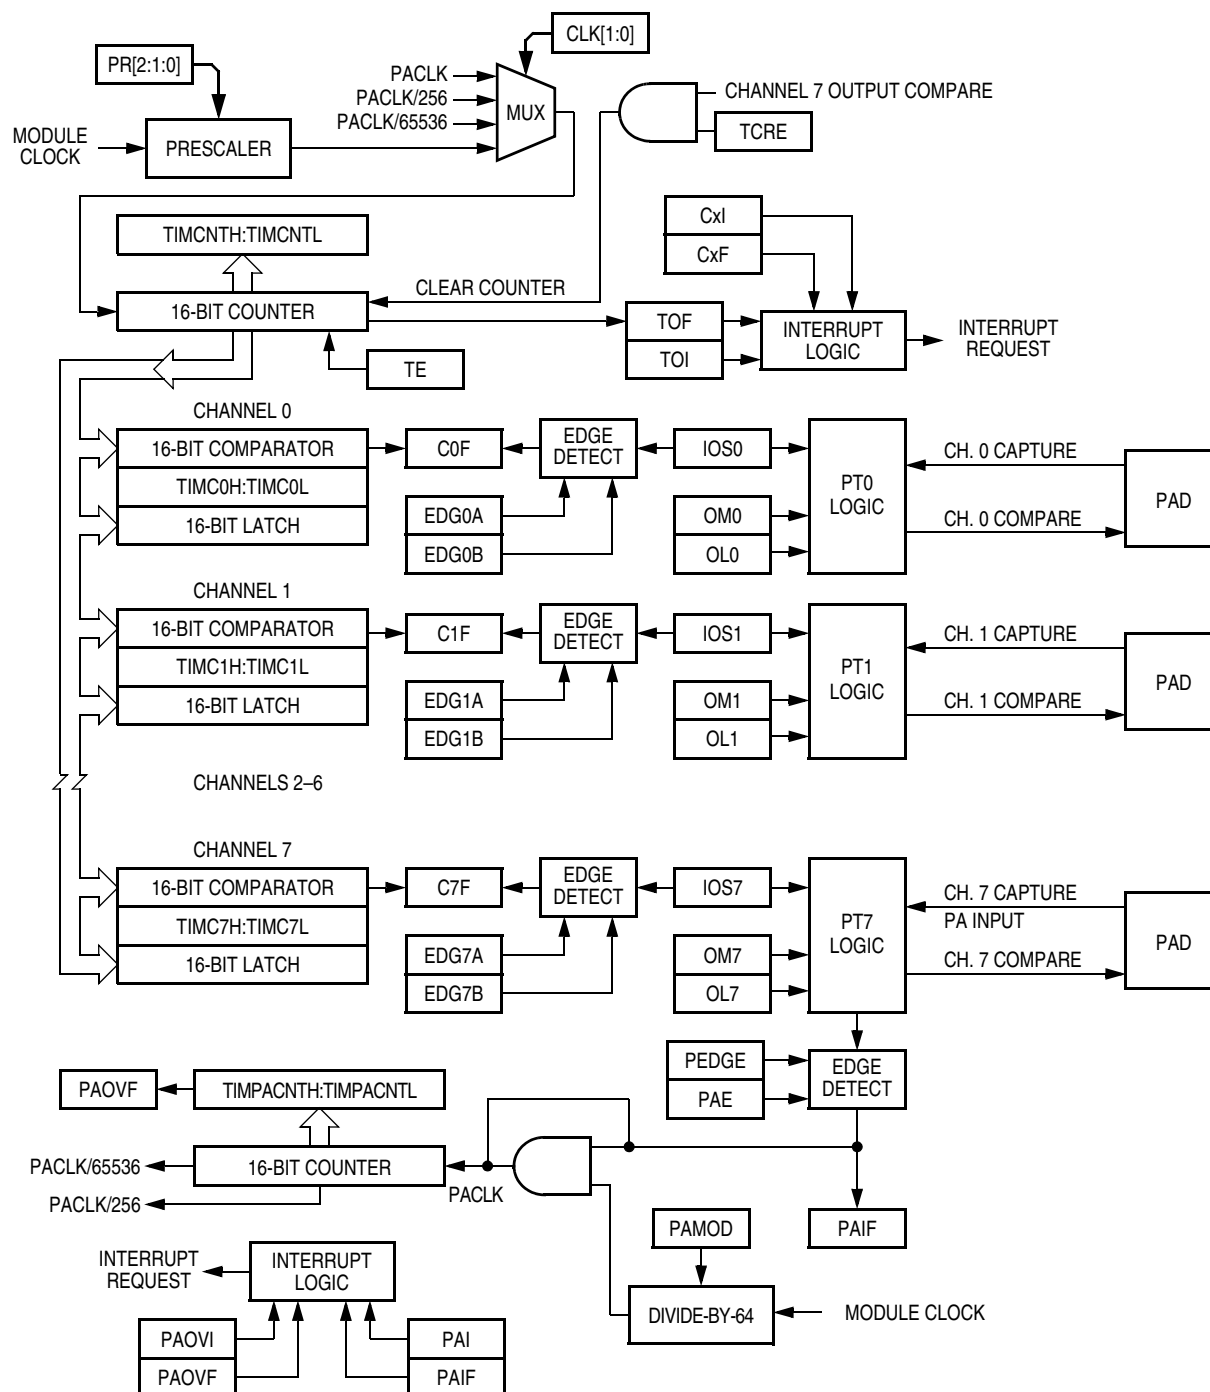 CLK[1:0]
PR[2:1:0]
PACLK
PACLK/256
PACLK/65536
MUX
CHANNEL 7 OUTPUT COMPARE
TCRE
MODULE
CLOCK
PRESCALER
TIMCNTH:TIMCNTL
CxI
CxF
CLEAR COUNTER
16-BIT COUNTER
TOF
TOI
INTERRUPT
LOGIC
INTERRUPT
REQUEST
TE
CHANNEL 0
16-BIT COMPARATOR
TIMC0H:TIMC0L
16-BIT LATCH
C0F
EDGE
DETECT
IOS0
EDG0A
EDG0B
OM0
OL0
PT0
LOGIC
CH. 0 CAPTURE
CH. 0 COMPARE
PAD
CHANNEL 1
16-BIT COMPARATOR
TIMC1H:TIMC1L
16-BIT LATCH
C1F
EDGE
DETECT
IOS1
EDG1A
EDG1B
OM1
OL1
PT1
LOGIC
CH. 1 CAPTURE
CH. 1 COMPARE
PAD
CHANNELS 2–6
CHANNEL 7
16-BIT COMPARATOR
TIMC7H:TIMC7L
16-BIT LATCH
C7F
EDGE
DETECT
IOS7
EDG7A
EDG7B
OM7
OL7
PT7
LOGIC
CH. 7 CAPTURE
PA INPUT
CH. 7 COMPARE
PAD
PEDGE
PAE
EDGE
DETECT
PAOVF
TIMPACNTH:TIMPACNTL
PACLK/65536
16-BIT COUNTER
PACLK/256
PACLK
PAMOD
PAIF
INTERRUPT
REQUEST
INTERRUPT
LOGIC
DIVIDE-BY-64
MODULE CLOCK
PAOVI
PAOVF
PAI
PAIF